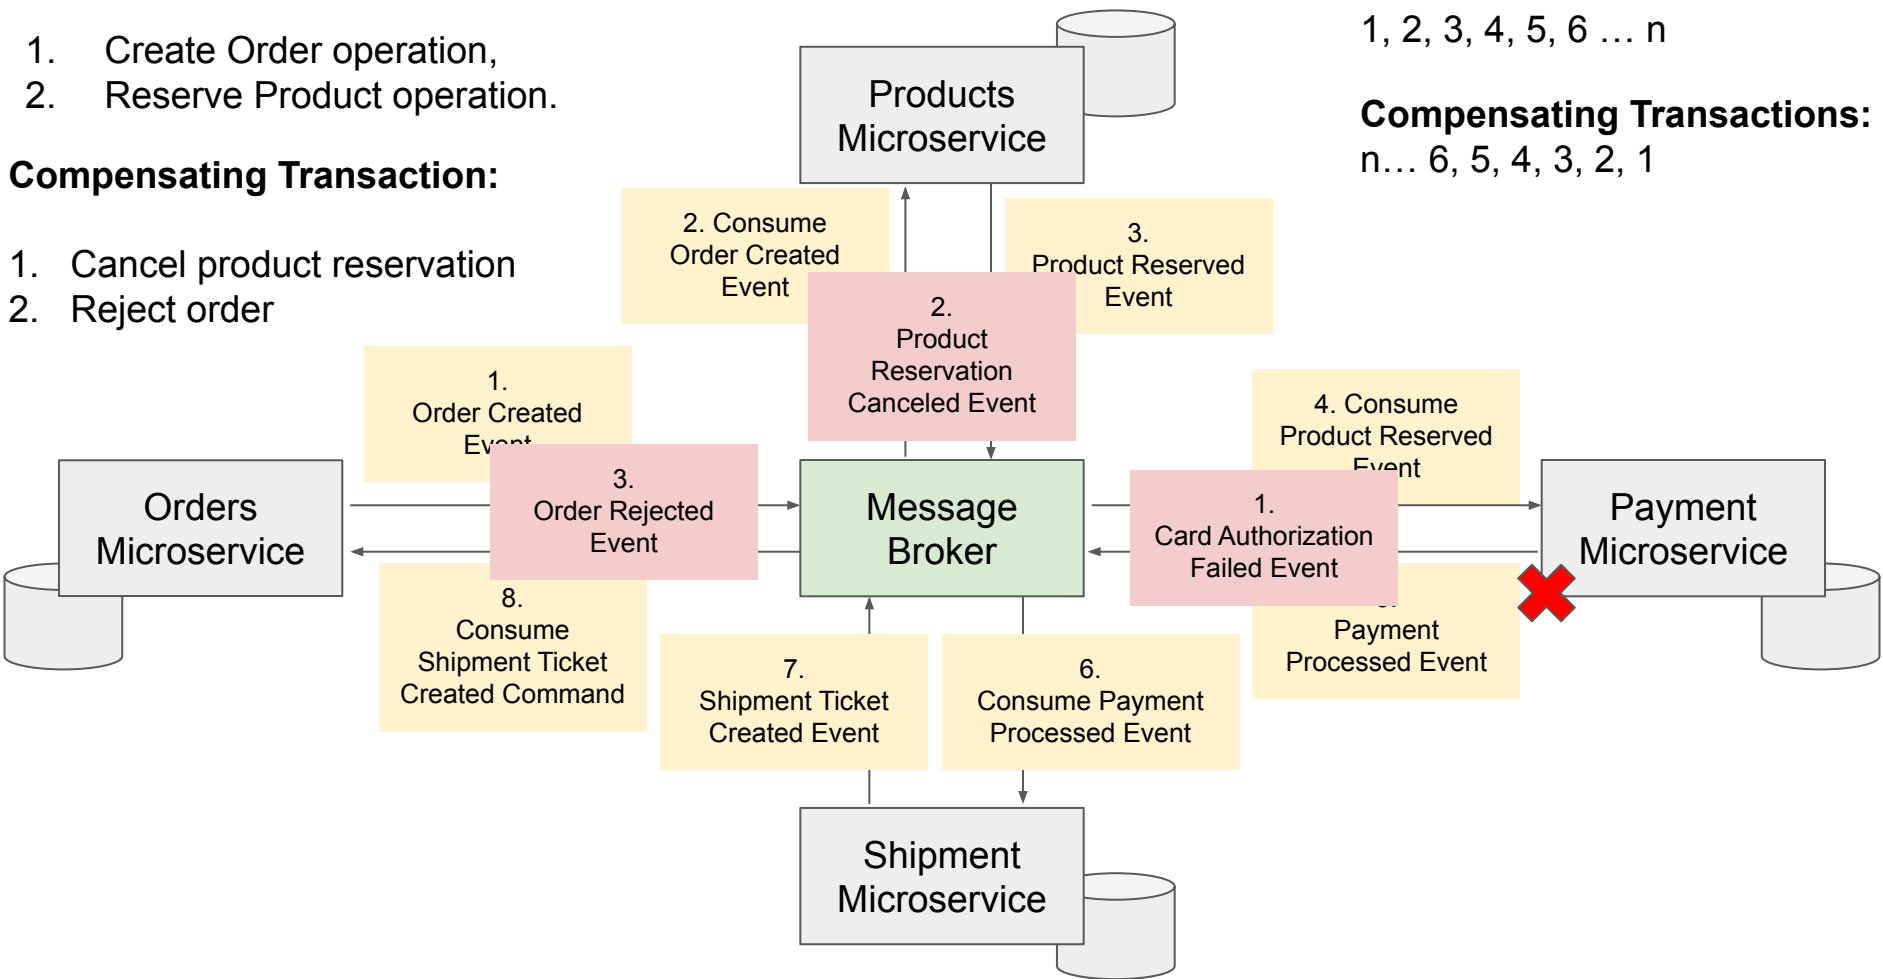 1. Create Order operation,
2. Reserve Product operation.
Compensating Transaction:
1. Cancel product reservation
2. Reject order
1, 2, 3, 4, 5, 6 … n
Compensating Transactions:
n… 6, 5, 4, 3, 2, 1
Products
Microservice
2. Consume
Order Created
Event
3.
Product Reserved
Event
2.
Product
Reservation
Canceled Event
1.
Order Created
Event
3.
Order Rejected
Event
4. Consume
Product Reserved
Event
1.
Card Authorization
Failed Event
Orders
Microservice
Message
Broker
Payment
Microservice
8.
Consume
Shipment Ticket
Created Command
7.
Shipment Ticket
Created Event
6.
Consume Payment
Processed Event
Payment
Processed Event
Shipment
Microservice